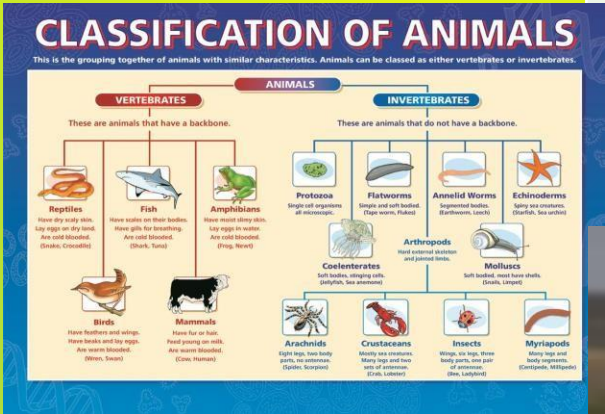 CLASSIFICATION OF ANIMALS
This is the grouping together of animals with similar characteristics. Animals can be classed as either vertebrates or invertebrates.
ANIMALS
VERTEBRATES
These are animals that have a backbone.
Reptiles
Have dry scaly skin.
Lay eggs on dry land.
Are cold blooded.
(Snake, Crocodile)
Fish
Have scales on their bodies.
Have gills for breathing.
Are cold blooded.
(Shark, Tuna)
Amphibians
Have moist slimy skin.
Lay eggs in water.
Are cold blooded.
(Frog, Newt)
Birds
Have feathers and wings.
Have beaks and lay eggs.
Are warm blooded.
(Wren, Swan)
Mammals
Have fur or hair.
Feed young on milk.
Are warm blooded.
(Cow, Human)
INVERTEBRATES
These are animals that do not have a backbone.
Protozoa
Single cell organisms
all microscopic.
Flatworms
Simple and soft bodied.
(Tape worm, Flukes)
Annelid Worms
Segmented bodies.
(Earthworm, Leech)
Echinoderms
Spiny sea creatures.
(Starfish, Sea urchin)
Coelenterates
Soft bodies, stinging cells.
(Jellyfish, Sea anemone)
Arthropods
Hard external skeleton
and jointed limbs.
Molluscs
Soft bodied, most have shells.
(Snails, Limpet)
Arachnids
Eight legs, two body
parts, no antennae.
(Spider, Scorpian)
Crustaceans
Mostly sea creatures.
Many legs and two
sets of antennae.
(Crab, Lobster)
Insects
Wings, six legs, three
body parts, one pair
of antennae.
(Bee, Ladybird)
Myriapods
Many legs and
body segments.
(Centipede, Millipede)